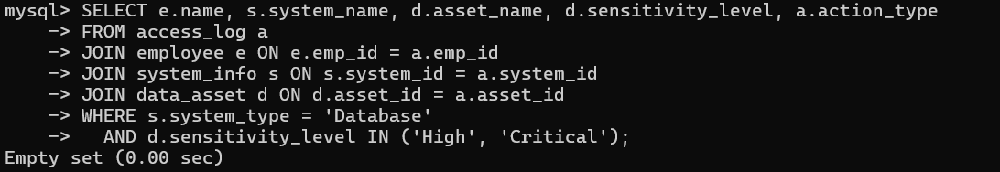 mysql> SELECT e.name, s.system_name, d.asset_name, d.sensitivity_level, a.action_type
    -> FROM access_log a
    -> JOIN employee e ON e.emp_id = a.emp_id
    -> JOIN system_info s ON s.system_id = a.system_id
    -> JOIN data_asset d ON d.asset_id = a.asset_id
    -> WHERE s.system_type = 'Database'
    ->   AND d.sensitivity_level IN ('High', 'Critical');
Empty set (0.00 sec)